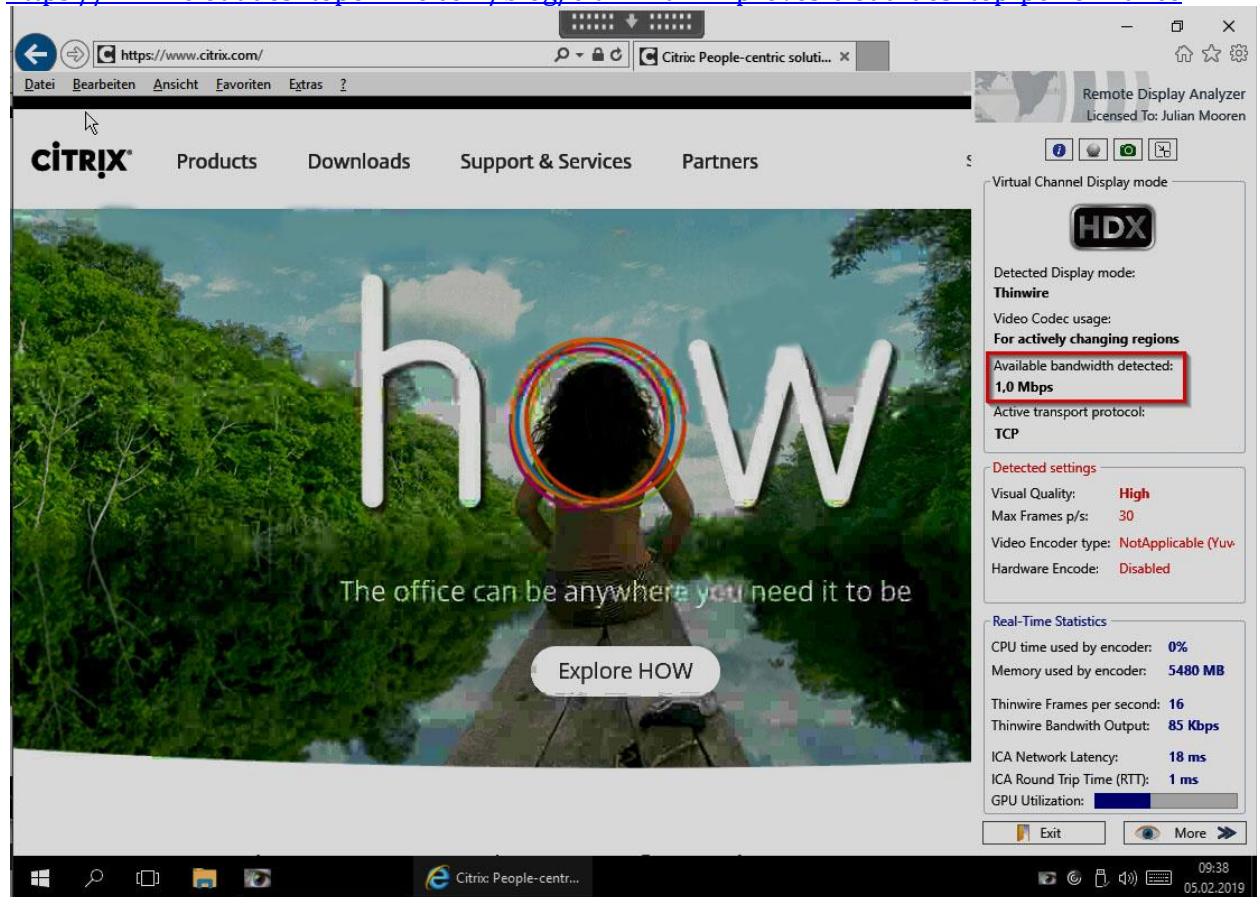 https://www.citrix.com/
Citrix: People-centric soluti...
Datei Bearbeiten Ansicht Favoriten Extras ?
Remote Display Analyzer
Licensed To: Julian Mooren
CİTRỊX
Products Downloads Support & Services Partners
Virtual Channel Display mode
HDX
Detected Display mode:
Thinwire
Video Codec usage:
For actively changing regions
Available bandwidth detected:
1,0 Mbps
Active transport protocol:
TCP
how
The office can be anywhere you need it to be
Explore HOW
Detected settings
Visual Quality: High
Max Frames p/s: 30
Video Encoder type: NotApplicable (Yuv
Hardware Encode: Disabled
Real-Time Statistics
CPU time used by encoder: 0%
Memory used by encoder: 5480 MB
Thinwire Frames per second: 16
Thinwire Bandwith Output: 85 Kbps
ICA Network Latency: 18 ms
ICA Round Trip Time (RTT): 1 ms
GPU Utilization:
Exit More
Citrix: People-centr...
09:38
05.02.2019